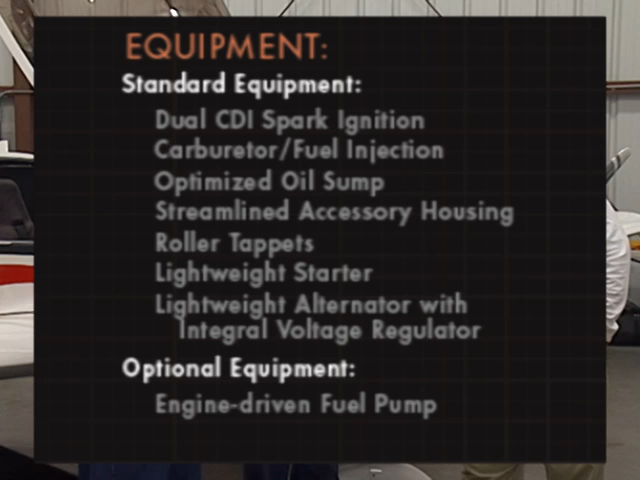 EQUIPMENT:
Standard Equipment:
Dual CDI Spark Ignition
Carburetor/Fuel Injection
Optimized Oil Sump
Streamlined Accessory Housing
Roller Tappets
Lightweight Starter
Lightweight Alternator with
Integral Voltage Regulator
Optional Equipment:
Engine-driven Fuel Pump